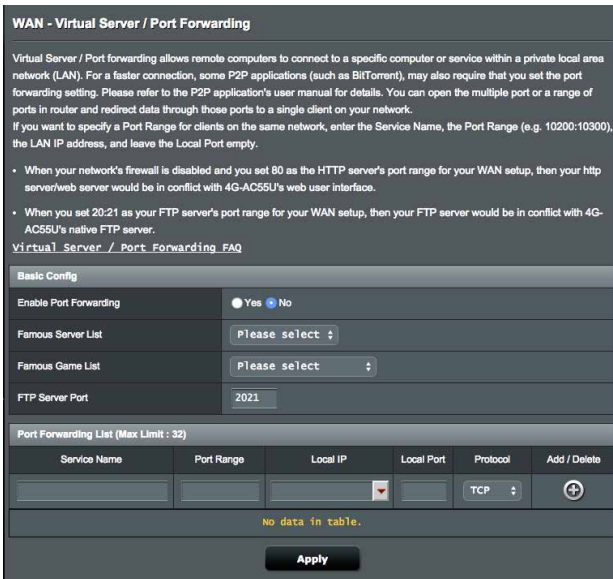 WAN - Virtual Server / Port Forwarding
Virtual Server / Port forwarding allows remote computers to connect to a specific computer or service within a private local area
network (LAN). For a faster connection, some P2P applications (such as BitTorrent), may also require that you set the port
forwarding setting. Please refer to the P2P application's user manual for details. You can open the multiple port or a range of
ports in router and redirect data through those ports to a single client on your network.
If you want to specify a Port Range for clients on the same network, enter the Service Name, the Port Range (e.g. 10200:10300),
the LAN IP address, and leave the Local Port empty.
• When your network's firewall is disabled and you set 80 as the HTTP server's port range for your WAN setup, then your http
server/web server would be in conflict with 4G-AC55U's web user interface.
• When you set 20:21 as your FTP server's port range for your WAN setup, then your FTP server would be in conflict with 4G-
AC55U's native FTP server.
Virtual Server / Port Forwarding FAQ
Basic Config
Enable Port Forwarding Yes No
Famous Server List Please select
Famous Game List Please select
FTP Server Port 2021
Port Forwarding List (Max Limit : 32)
Service Name Port Range Local IP Local Port Protocol Add / Delete
TCP
No data in table.
Apply